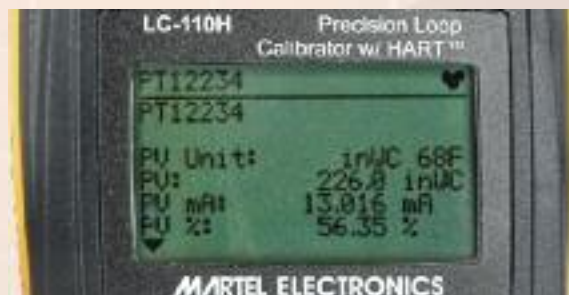 LC-110H Precision Loop
Calibrator w/ HART™
PT12234
PT12234
PV Unit: inWC 68F
PV: 226.0 inWC
PV mA: 13.016 mA
PV %: 56.35 %
MARTEL ELECTRONICS